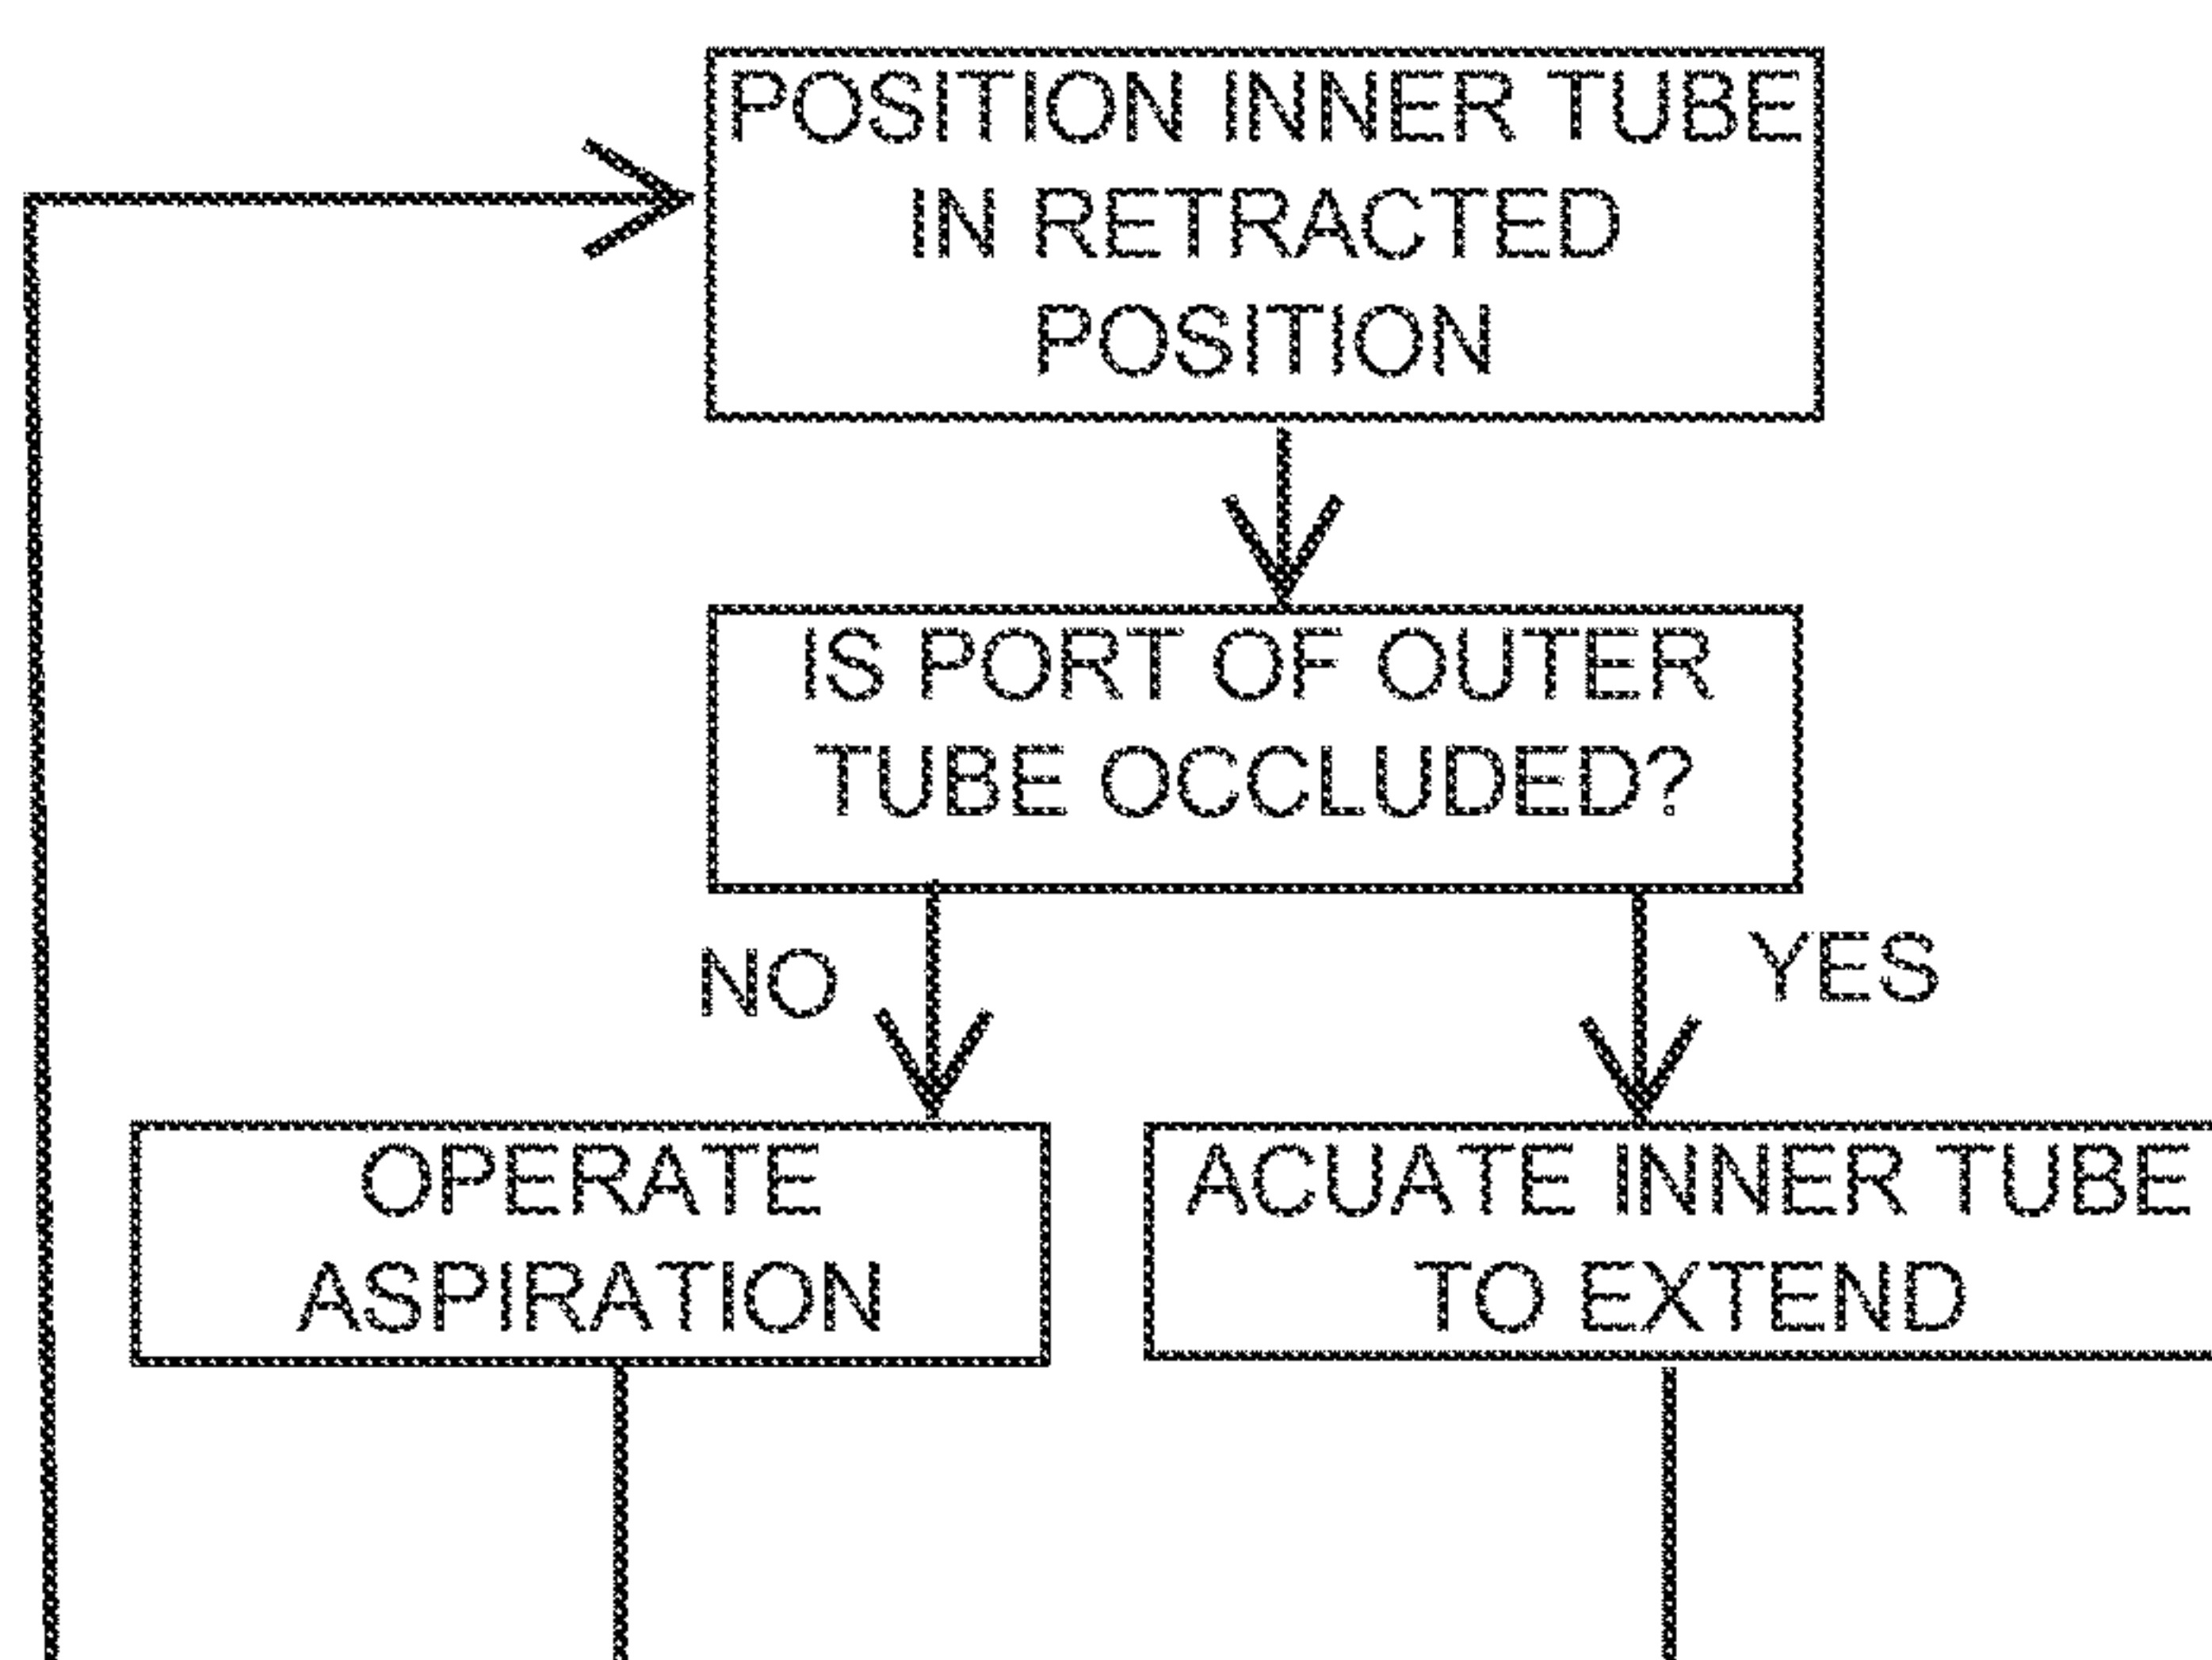 POSITION INNER TUBE
IN RETRACTED
POSITION
IS PORT OF OUTER
TUBE OCCLUDED?
NO
YES
OPERATE
ASPIRATION
ACUATE INNER TUBE
TO EXTEND